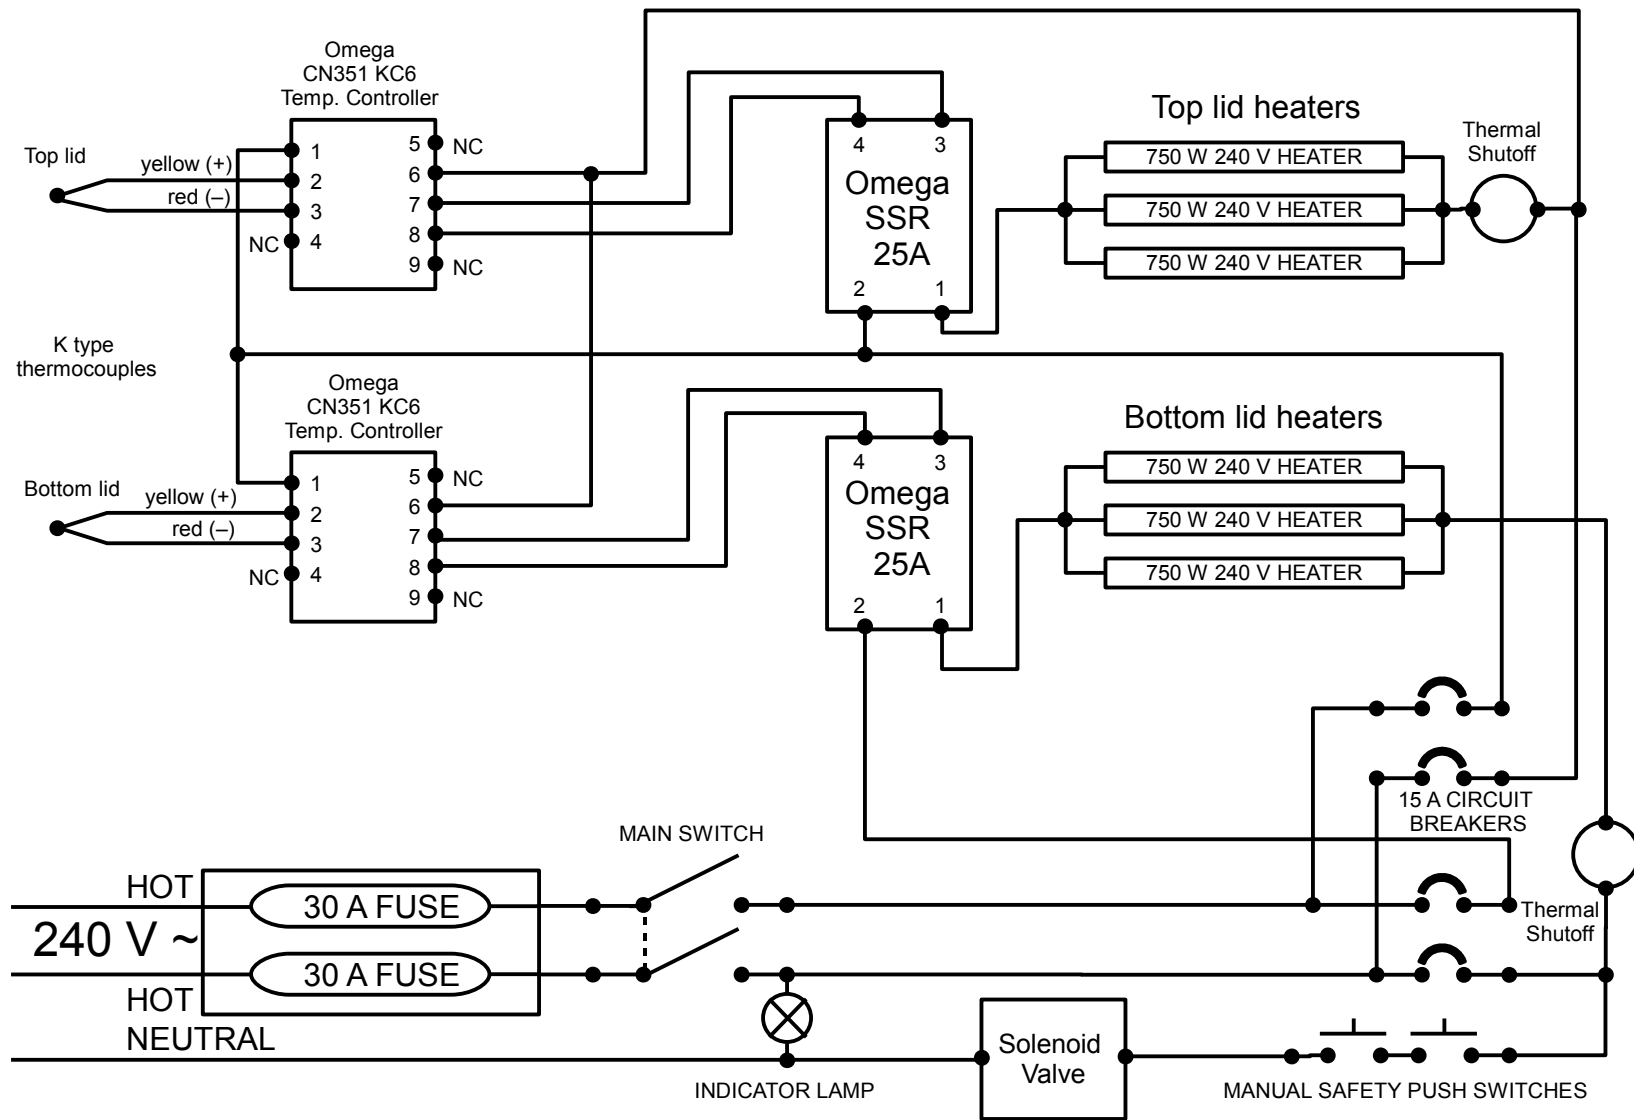 Omega
CN351 KC6
Temp. Controller
Top lid
yellow (+)
red (–)
NC
1
2
3
4
5
6
7
8
9
NC
NC
4
3
Omega
SSR
25A
2
1
Top lid heaters
750 W 240 V HEATER
750 W 240 V HEATER
750 W 240 V HEATER
Thermal
Shutoff
K type
thermocouples
Omega
CN351 KC6
Temp. Controller
Bottom lid
yellow (+)
red (–)
NC
1
2
3
4
5
6
7
8
9
NC
NC
4
3
Omega
SSR
25A
2
1
Bottom lid heaters
750 W 240 V HEATER
750 W 240 V HEATER
750 W 240 V HEATER
15 A CIRCUIT
BREAKERS
MAIN SWITCH
HOT
240 V ~
HOT
NEUTRAL
30 A FUSE
30 A FUSE
Thermal
Shutoff
INDICATOR LAMP
Solenoid
Valve
MANUAL SAFETY PUSH SWITCHES